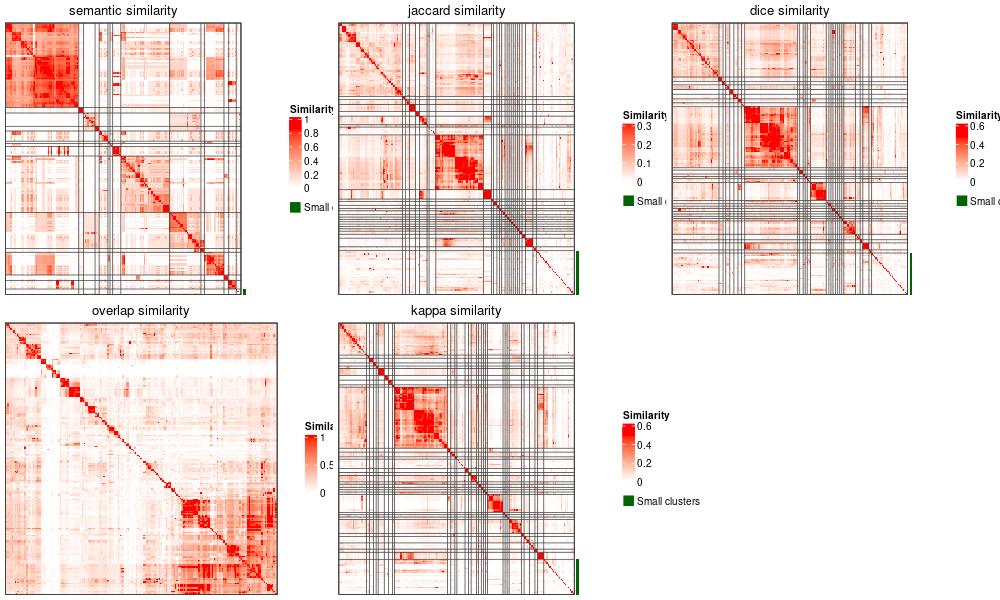 semantic similarity
jaccard similarity
dice similarity
Similarity
1
0.8
0.6
0.4
0.2
0
Small
Similarity
0.3
0.2
0.1
0
Small
Similarity
0.6
0.4
0.2
0
Small
overlap similarity
kappa similarity
Simila
1
0.5
0
Similarity
0.6
0.4
0.2
0
Small clusters